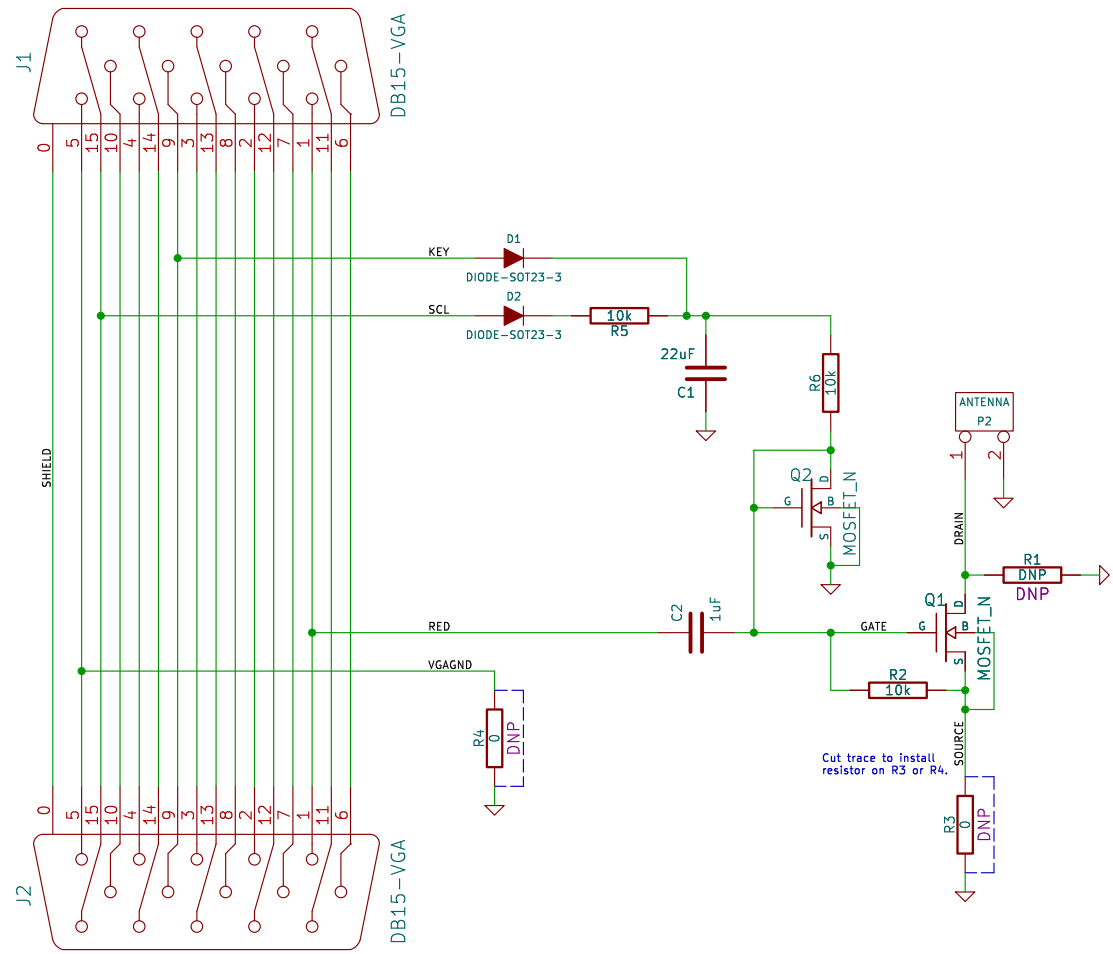 J1
DB15-VGA
0
5
15
10
4
14
9
3
13
8
2
12
7
1
11
6
KEY
D1
DIODE-SOT23-3
SCL
D2
DIODE-SOT23-3
10k
R5
22uF
C1
R6
10k
ANTENNA
P2
1
2
SHIELD
Q2
D
G
B
S
MOSFET_N
DRAIN
R1
DNP
DNP
C2
1uF
Q1
D
G
B
S
MOSFET_N
RED
GATE
VGAGND
R2
10k
R4
0
DNP
SOURCE
Cut trace to install
resistor on R3 or R4.
R3
0
DNP
0
5
15
10
4
14
9
3
13
8
2
12
7
1
11
6
J2
DB15-VGA